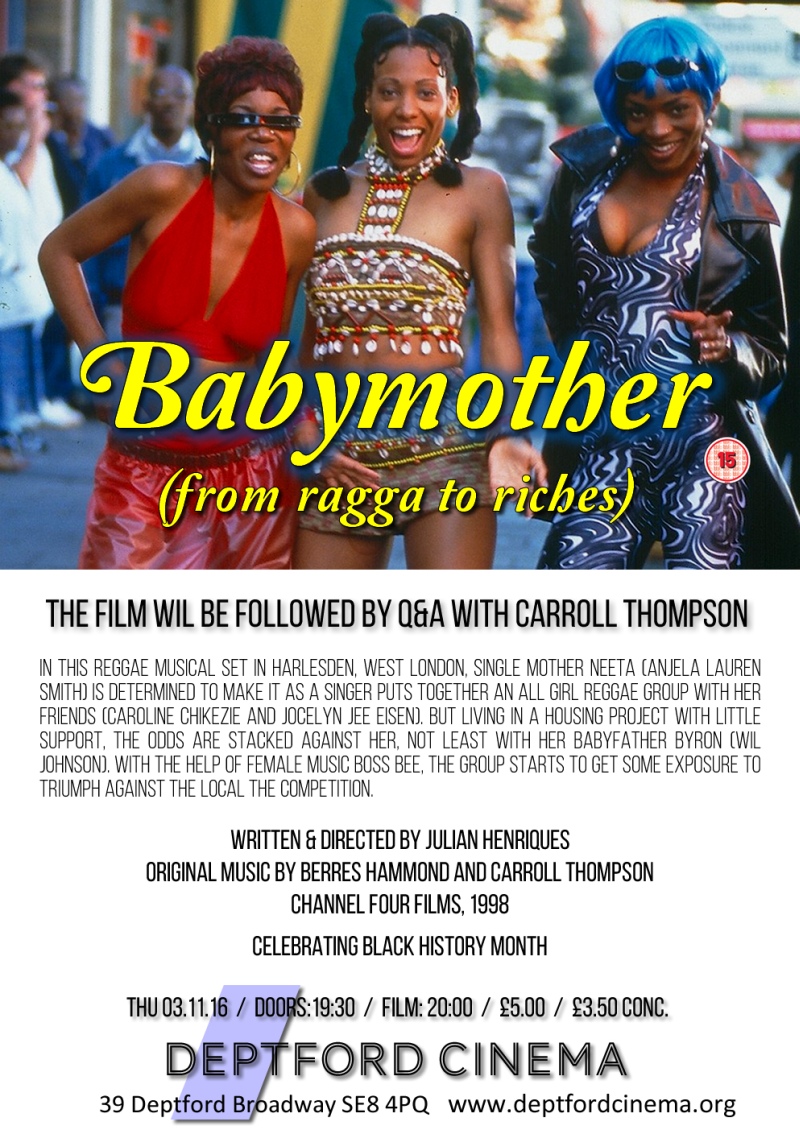 Babymother
15
(from ragga to riches)
THE FILM WIL BE FOLLOWED BY Q&A WITH CARROLL THOMPSON
IN THIS REGGAE MUSICAL SET IN HARLESDEN, WEST LONDON, SINGLE MOTHER NEETA (ANJELA LAUREN
SMITH) IS DETERMINED TO MAKE IT AS A SINGER PUTS TOGETHER AN ALL GIRL REGGAE GROUP WITH HER
FRIENDS (CAROLINE CHIKEZIE AND JOCELYN JEE EISEN). BUT LIVING IN A HOUSING PROJECT WITH LITTLE
SUPPORT, THE ODDS ARE STACKED AGAINST HER, NOT LEAST WITH HER BABYFATHER BYRON (WIL
JOHNSON). WITH THE HELP OF FEMALE MUSIC BOSS BEE, THE GROUP STARTS TO GET SOME EXPOSURE TO
TRIUMPH AGAINST THE LOCAL THE COMPETITION.
WRITTEN & DIRECTED BY JULIAN HENRIQUES
ORIGINAL MUSIC BY BERRES HAMMOND AND CARROLL THOMPSON
CHANNEL FOUR FILMS, 1998
CELEBRATING BLACK HISTORY MONTH
THU 03.11.16 / DOORS:19:30 / FILM: 20:00 / £5.00 / £3.50 CONC.
DEPTFORD CINEMA
39 Deptford Broadway SE8 4PQ www.deptfordcinema.org